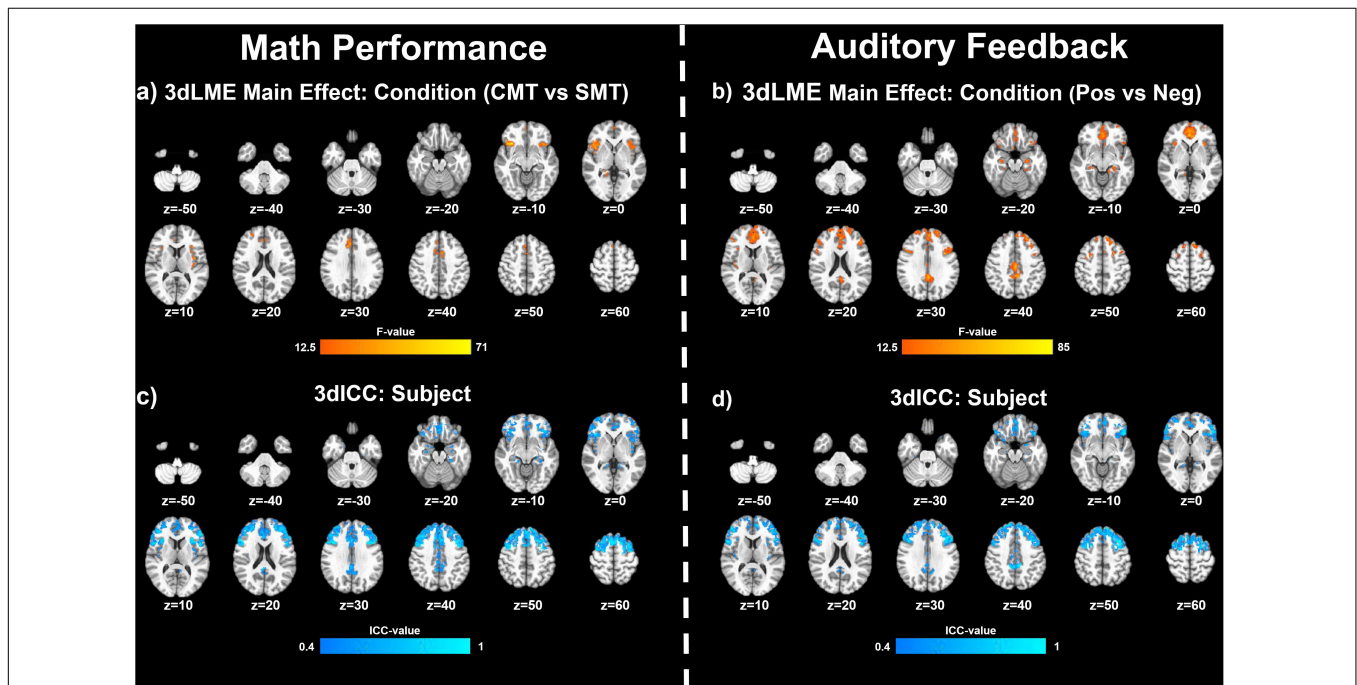 Math Performance
a) 3dLME Main Effect: Condition (CMT vs SMT)
z=-50 z=-40 z=-30 z=-20 z=-10 z=0
z=10 z=20 z=30 z=40 z=50 z=60
F-value
12.5 71
c) 3dICC: Subject
z=-50 z=-40 z=-30 z=-20 z=-10 z=0
z=10 z=20 z=30 z=40 z=50 z=60
ICC-value
0.4 1
Auditory Feedback
b) 3dLME Main Effect: Condition (Pos vs Neg)
z=-50 z=-40 z=-30 z=-20 z=-10 z=0
z=10 z=20 z=30 z=40 z=50 z=60
F-value
12.5 85
d) 3dICC: Subject
z=-50 z=-40 z=-30 z=-20 z=-10 z=0
z=10 z=20 z=30 z=40 z=50 z=60
ICC-value
0.4 1